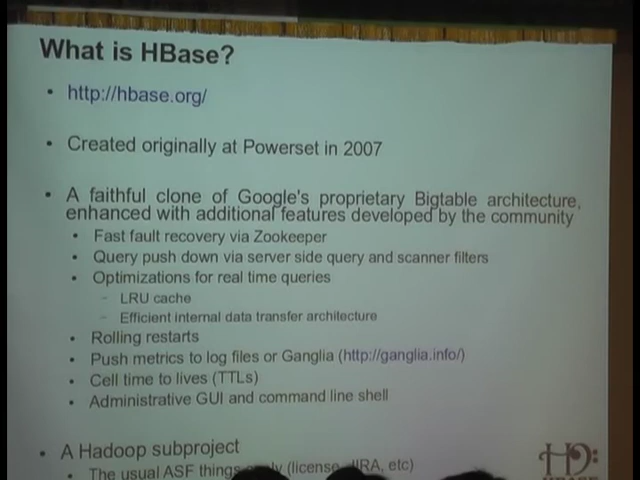 What is HBase?
• http://hbase.org/
• Created originally at Powerset in 2007
• A faithful clone of Google's proprietary Bigtable architecture,
enhanced with additional features developed by the community
• Fast fault recovery via Zookeeper
• Query push down via server side query and scanner filters
• Optimizations for real time queries
– LRU cache
– Efficient internal data transfer architecture
• Rolling restarts
• Push metrics to log files or Ganglia (http://ganglia.info/)
• Cell time to lives (TTLs)
• Administrative GUI and command line shell
• A Hadoop subproject
• The usual ASF things (license, JIRA, etc)
HBASE